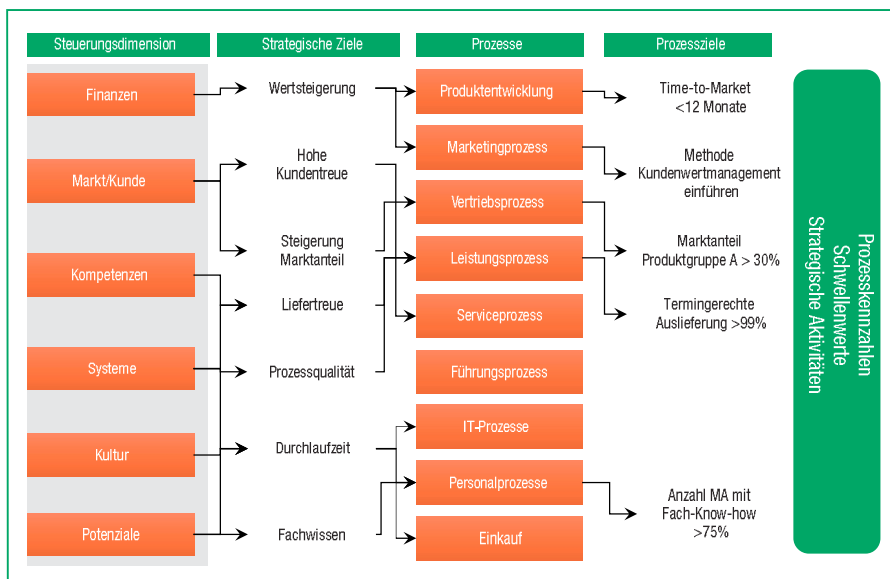 Steuerungsdimension
Strategische Ziele
Prozesse
Prozessziele
Finanzen
Markt/Kunde
Kompetenzen
Systeme
Kultur
Potenziale
Wertsteigerung
Hohe
Kundentreue
Steigerung
Marktanteil
Liefertreue
Prozessqualität
Durchlaufzeit
Fachwissen
Produktentwicklung
Marketingprozess
Vertriebsprozess
Leistungsprozess
Serviceprozess
Führungsprozess
IT-Prozesse
Personalprozesse
Einkauf
Time-to-Market
<12 Monate
Methode
Kundenwertmanagement
einführen
Marktanteil
Produktgruppe A > 30%
Termingerechte
Auslieferung >99%
Anzahl MA mit
Fach-Know-how
>75%
Prozesskennzahlen
Schwellenwerte
Strategische Aktivitäten